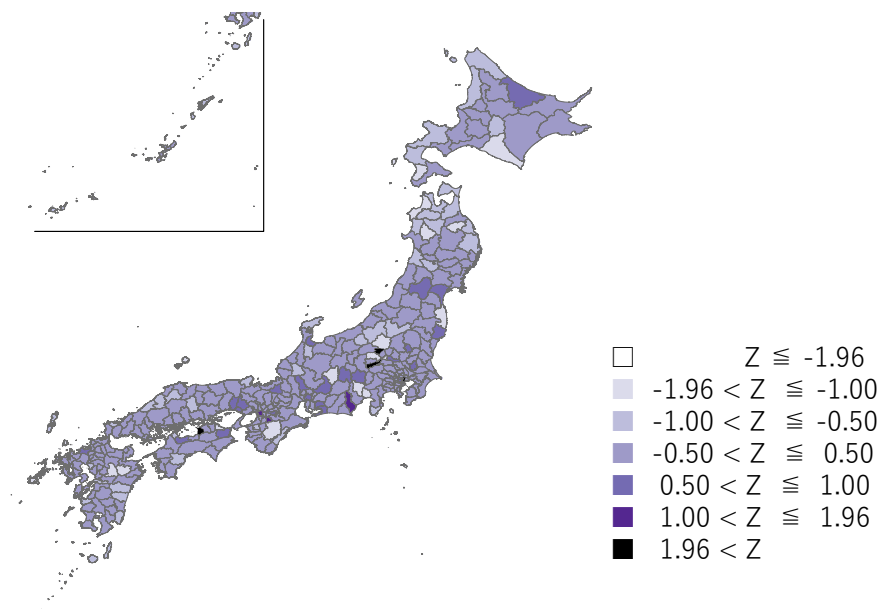 Z ≦ -1.96
-1.96 < Z ≦ -1.00
-1.00 < Z ≦ -0.50
-0.50 < Z ≦ 0.50
0.50 < Z ≦ 1.00
1.00 < Z ≦ 1.96
1.96 < Z